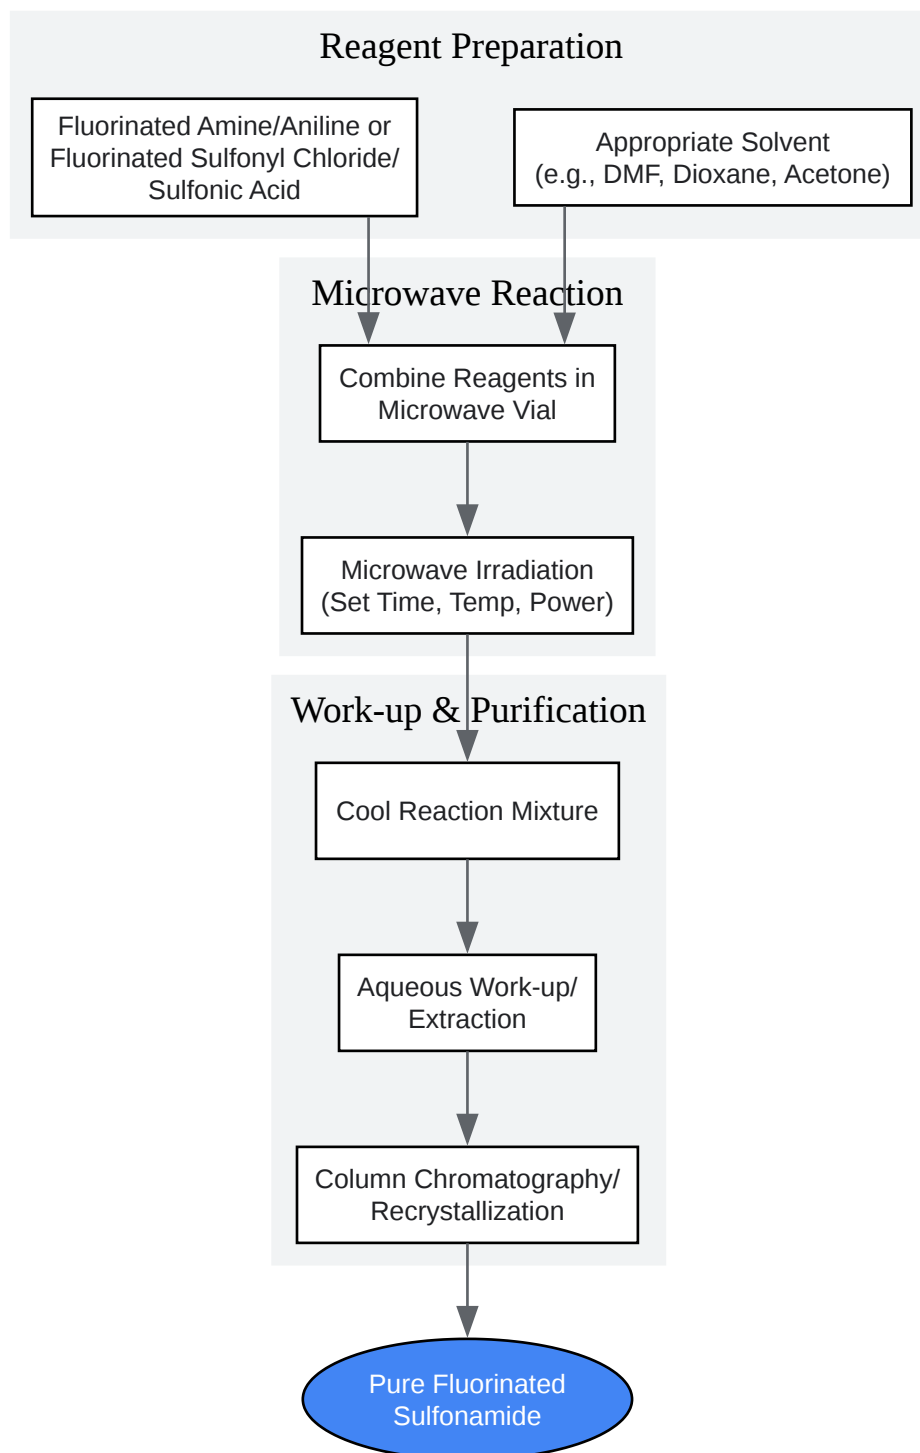 Reagent Preparation
Fluorinated Amine/Aniline or
Fluorinated Sulfonyl Chloride/
Sulfonic Acid
Appropriate Solvent
(e.g., DMF, Dioxane, Acetone)
Microwave Reaction
Combine Reagents in
Microwave Vial
Microwave Irradiation
(Set Time, Temp, Power)
Work-up & Purification
Cool Reaction Mixture
Aqueous Work-up/
Extraction
Column Chromatography/
Recrystallization
Pure Fluorinated
Sulfonamide